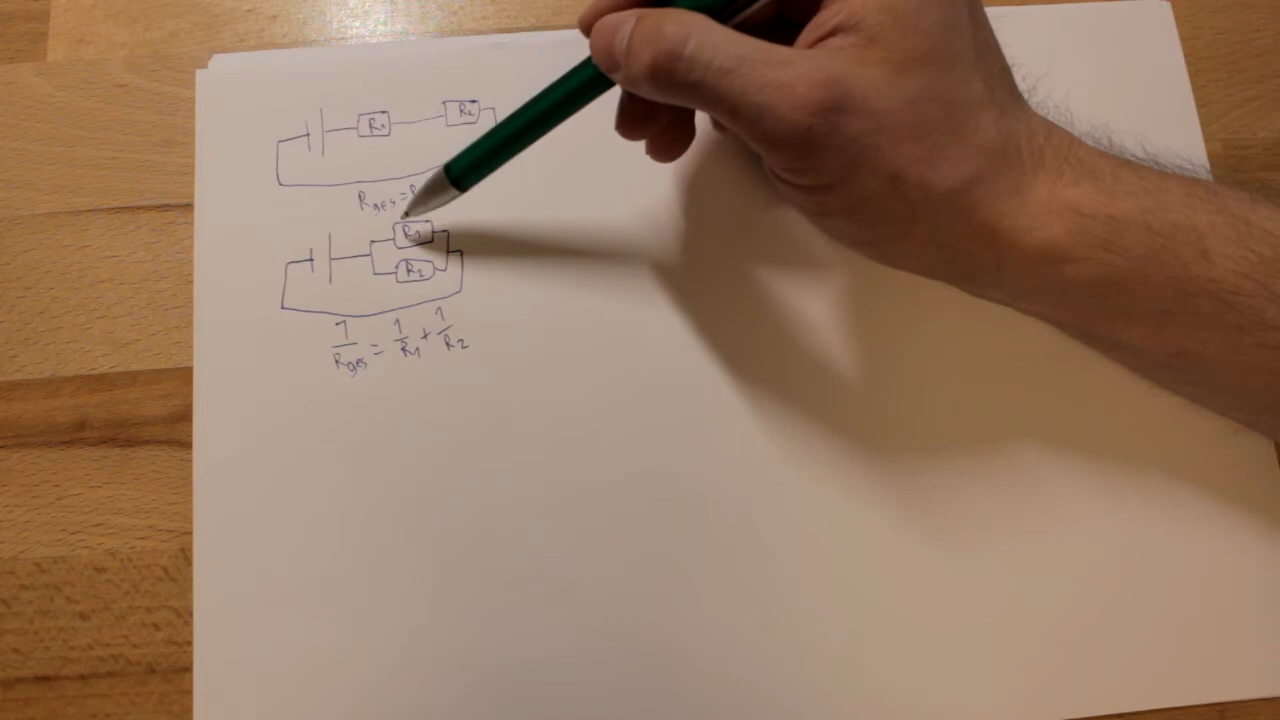 R1 R2
Rges =
R1
R2
1/Rges = 1/R1 + 1/R2